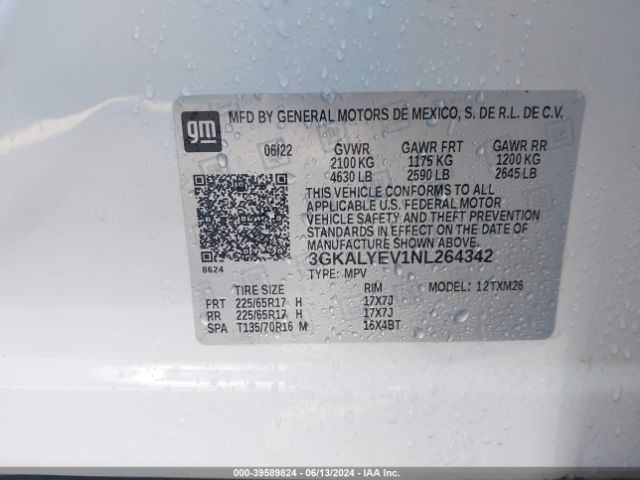 gm
MFD BY GENERAL MOTORS DE MEXICO, S. DE R.L. DE C.V.
06/22 GVWR GAWR FRT GAWR RR
2100 KG 1175 KG 1200 KG
4630 LB 2590 LB 2645 LB
THIS VEHICLE CONFORMS TO ALL
APPLICABLE U.S. FEDERAL MOTOR
VEHICLE SAFETY AND THEFT PREVENTION
STANDARDS IN EFFECT ON THE DATE OF
MANUFACTURE SHOWN ABOVE.
3GKALYEV1NL264342
8624
TYPE: MPV
TIRE SIZE RIM MODEL: 12TXM26
FRT 225/65R17 H 17X7J
RR 225/65R17 H 17X7J
SPA T135/70R16 M 16X4BT
000-39589824 - 06/13/2024 - IAA Inc.